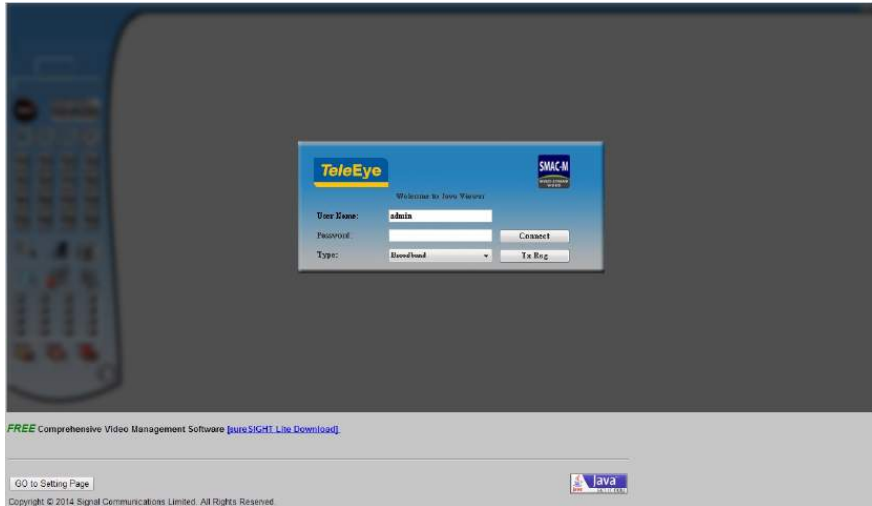 TeleEye
SMAC-M
Welcome to Java Viewer
User Name:
admin
Password:
Connect
Type:
Broadband
Tx Reg
FREE Comprehensive Video Management Software [sureSIGHT Lite Download]
GO to Setting Page
Java
Copyright © 2014 Signal Communications Limited. All Rights Reserved.